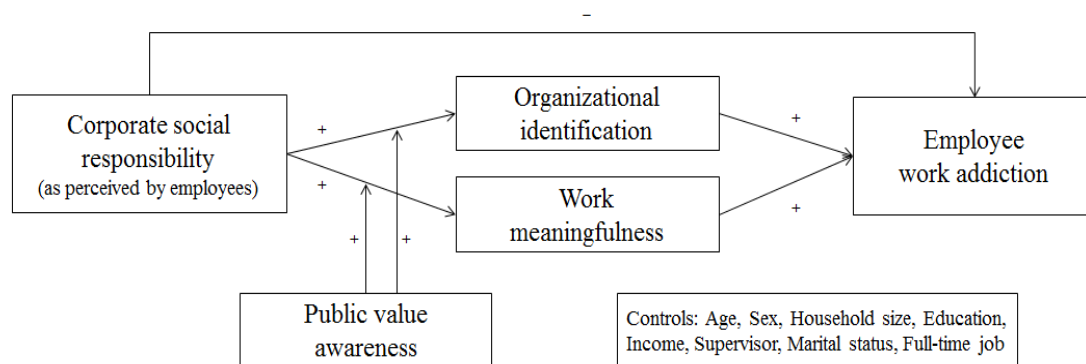 –
Corporate social
responsibility
(as perceived by employees)
+
+
Organizational
identification
Work
meaningfulness
+
+
Employee
work addiction
+
+
Public value
awareness
Controls: Age, Sex, Household size, Education,
Income, Supervisor, Marital status, Full-time job